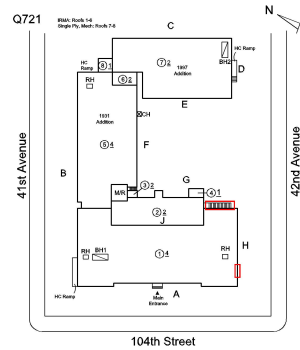 Q721
IRMA: Roofs 1-6
Single Ply, Mech: Roofs 7-8
C
N
HC
Ramp
8 1
7 2
1997
Addition
BH2
HC Ramp
D
6 2
RH
E
CH
1931
Addition
5 4
F
41st Avenue
42nd Avenue
B
M/R
3 2
G
4 1
2 2
J
H
BH1
RH
1 4
HC Ramp
A
Main
Entrance
104th Street